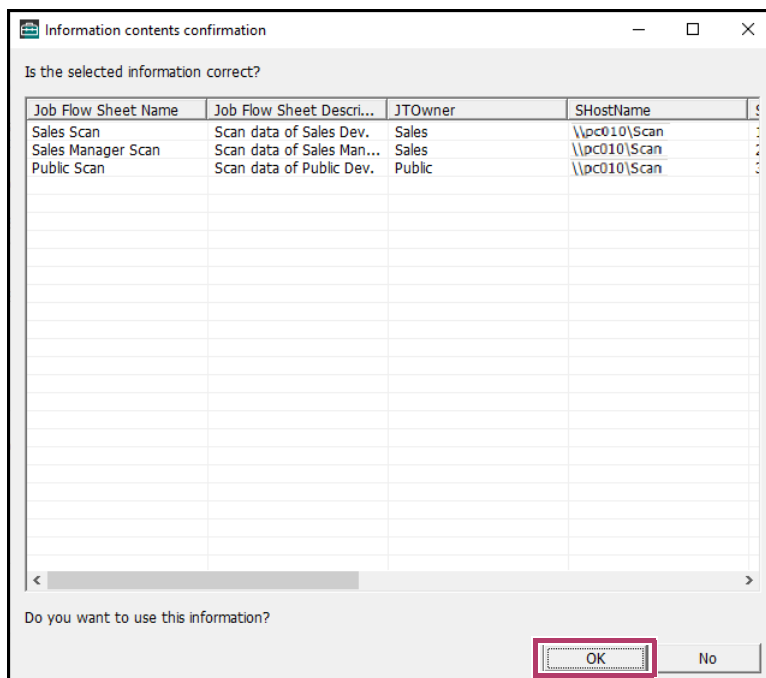 Information contents confirmation
Is the selected information correct?
Job Flow Sheet Name Job Flow Sheet Descri... JTOwner SHostName
Sales Scan Scan data of Sales Dev. Sales \\pc010\Scan
Sales Manager Scan Scan data of Sales Man... Sales \\pc010\Scan
Public Scan Scan data of Public Dev. Public \\pc010\Scan
Do you want to use this information?
OK No